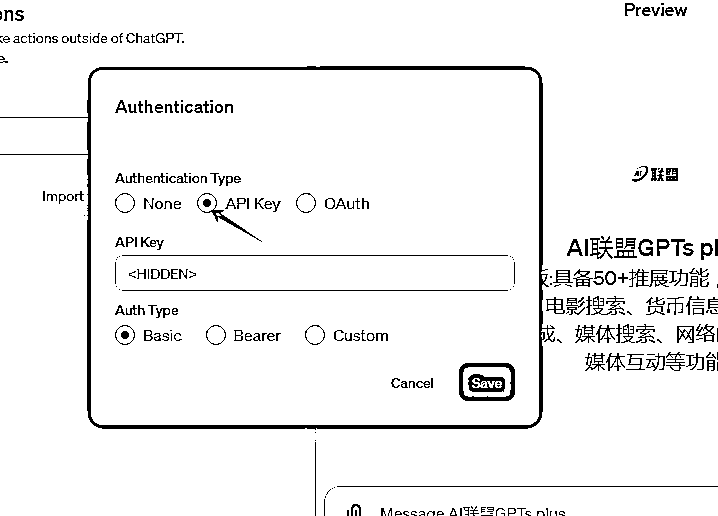 ons
Preview
ke actions outside of ChatGPT.
e.
Authentication
Authentication Type
None API Key OAuth
Import
API Key
<HIDDEN>
Auth Type
Basic Bearer Custom
Cancel Save
AI联盟
AI联盟GPTs pl
:具备50+推展功能，
电影搜索、货币信息
成、媒体搜索、网络
媒体互动等功能
Message AI联盟GPTs plus